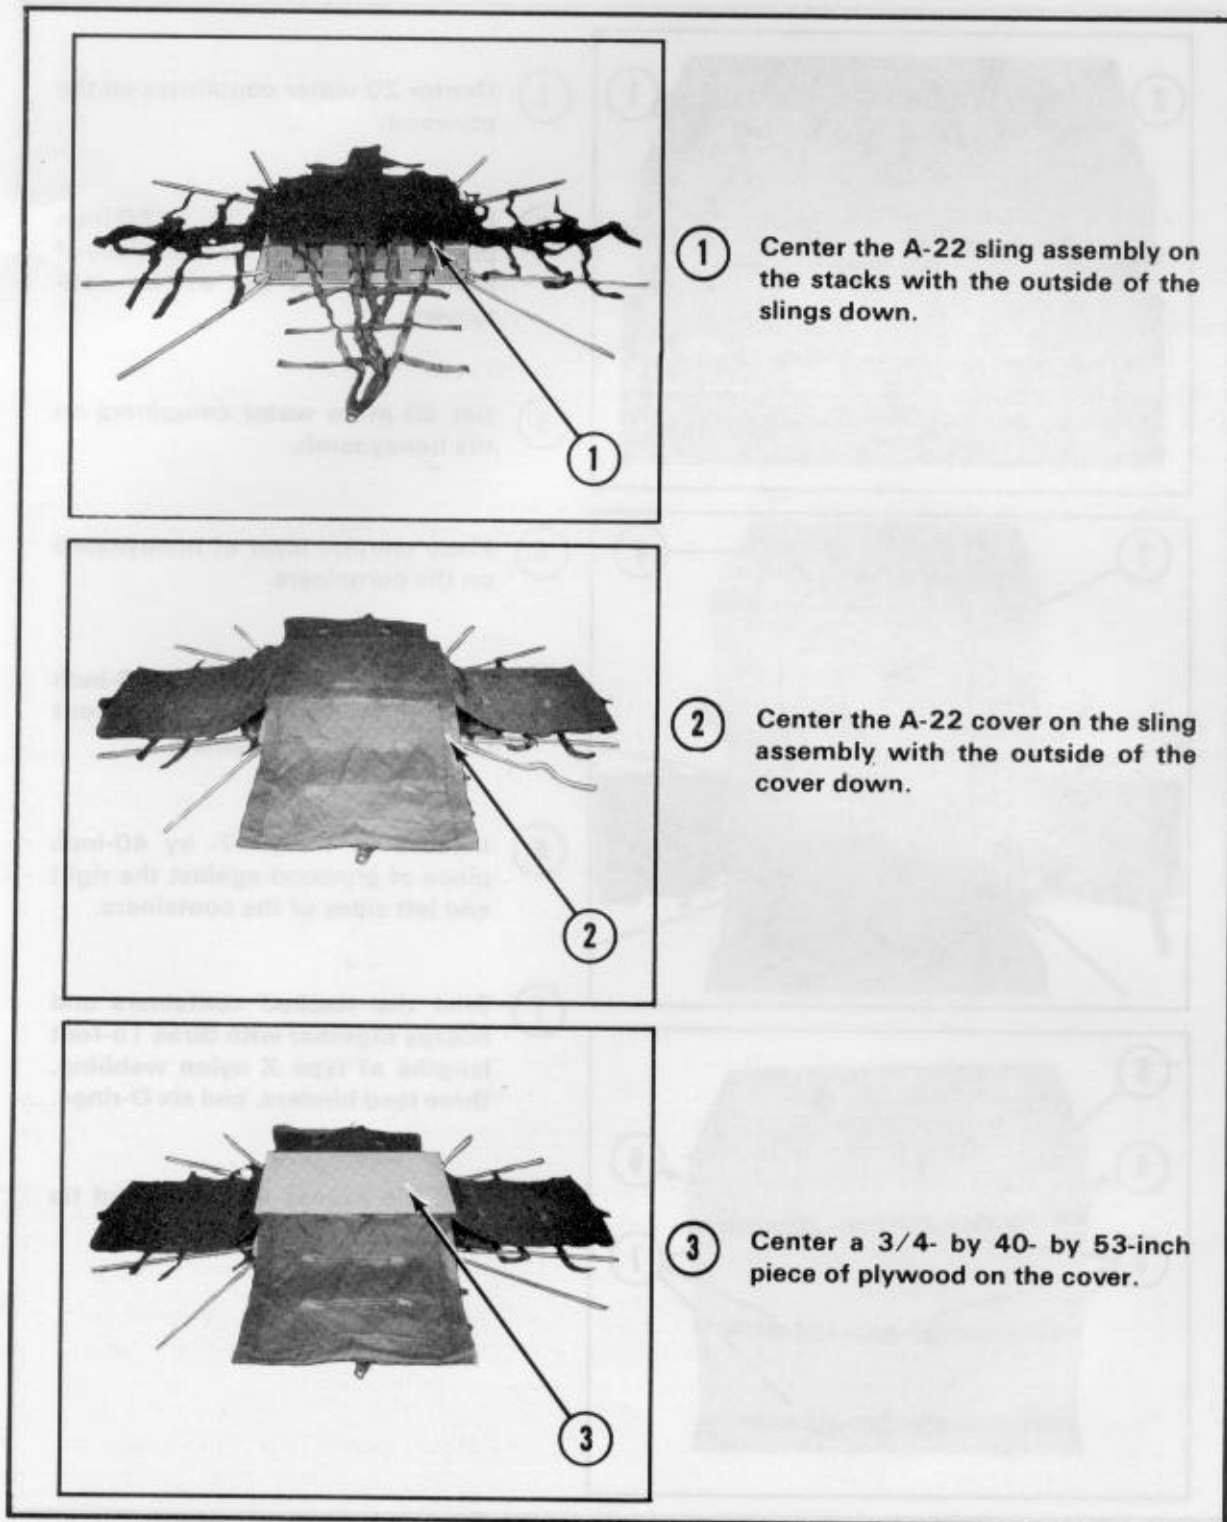 1 Center the A-22 sling assembly on
the stacks with the outside of the
slings down.
1
2 Center the A-22 cover on the sling
assembly with the outside of the
cover down.
2
3 Center a 3/4- by 40- by 53-inch
piece of plywood on the cover.
3